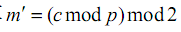 m′ = (c mod p) mod 2